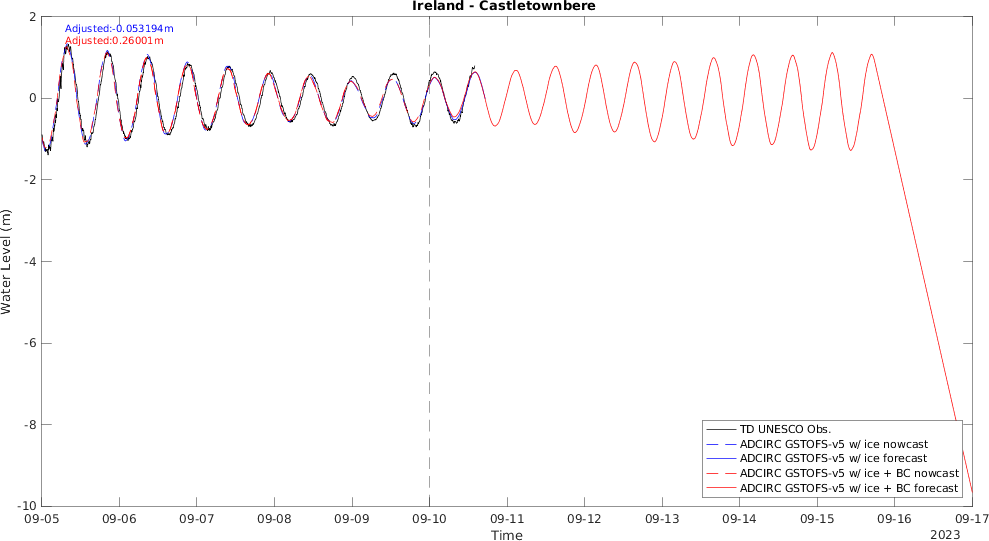 Ireland - Castletownbere
Adjusted:-0.053194m
Adjusted:0.26001m
Water Level (m)
2
0
-2
-4
-6
-8
-10
TD UNESCO Obs.
ADCIRC GSTOFS-v5 w/ ice nowcast
ADCIRC GSTOFS-v5 w/ ice forecast
ADCIRC GSTOFS-v5 w/ ice + BC nowcast
ADCIRC GSTOFS-v5 w/ ice + BC forecast
09-05 09-06 09-07 09-08 09-09 09-10 09-11 09-12 09-13 09-14 09-15 09-16 09-17
Time
2023